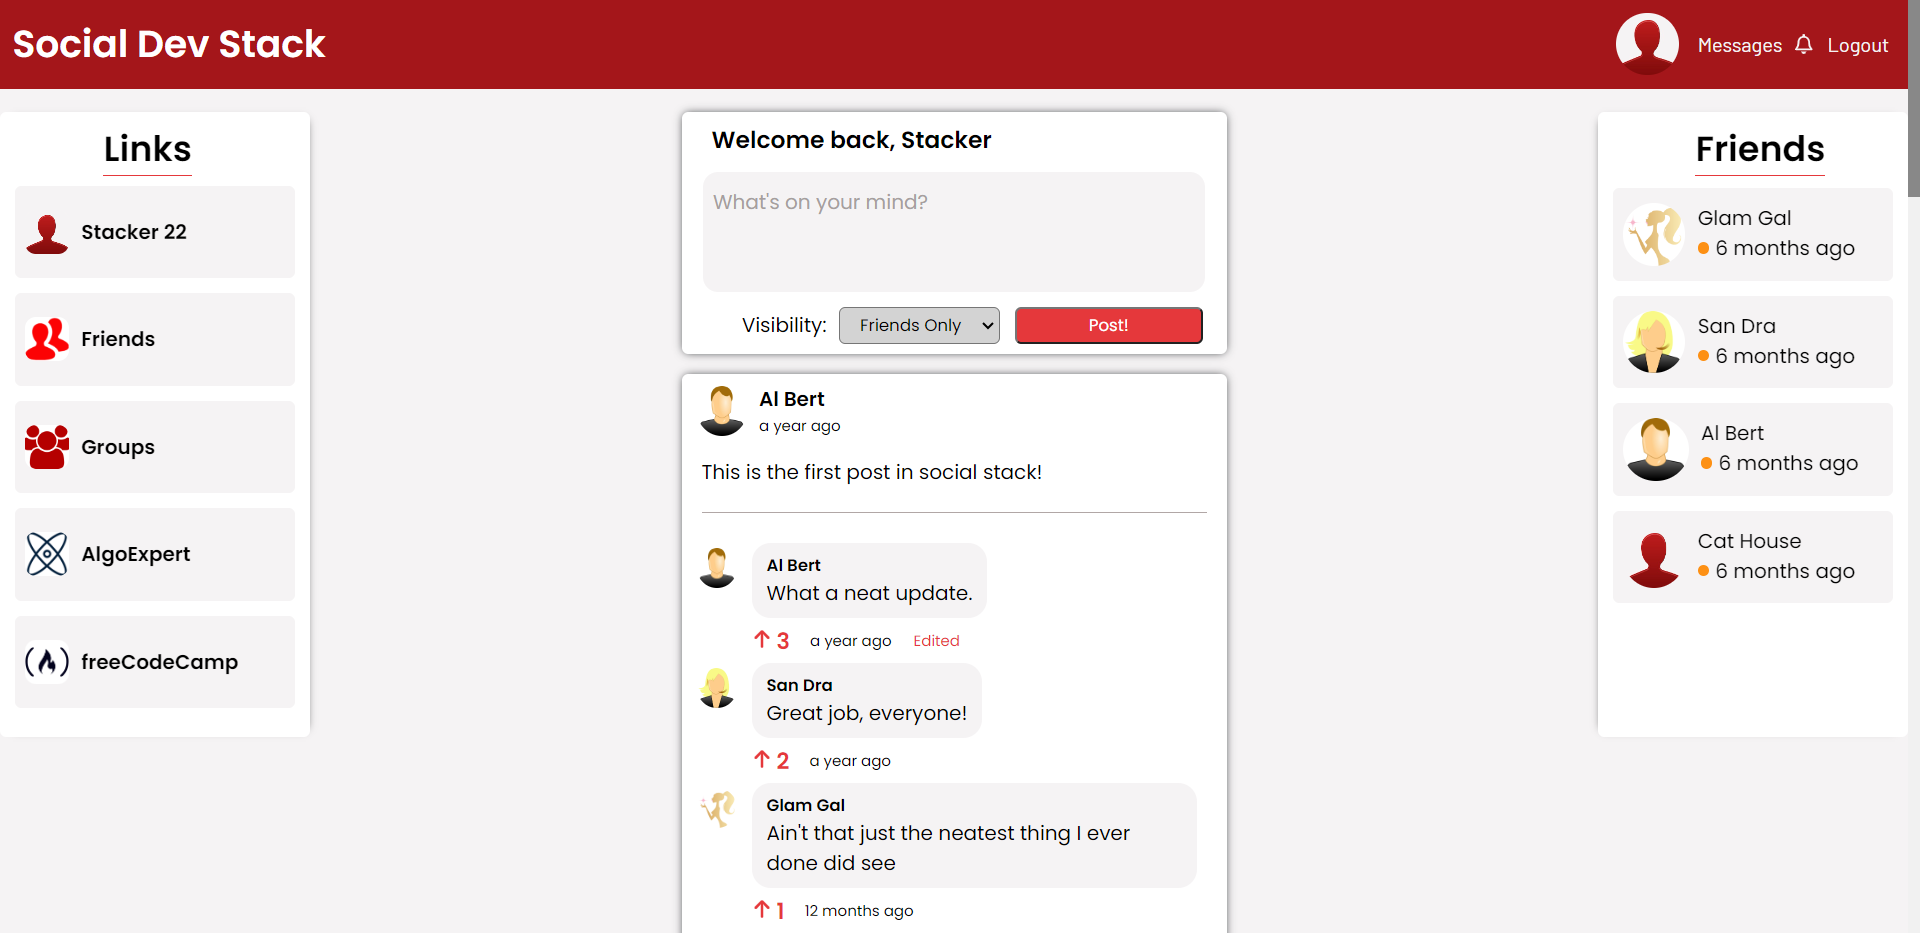 Social Dev Stack
Messages Logout
Links
Stacker 22
Friends
Groups
AlgoExpert
freeCodeCamp
Welcome back, Stacker
What's on your mind?
Visibility: Friends Only Post!
Al Bert
a year ago
This is the first post in social stack!
Al Bert
What a neat update.
3 a year ago Edited
San Dra
Great job, everyone!
2 a year ago
Glam Gal
Ain't that just the neatest thing I ever
done did see
1 12 months ago
Friends
Glam Gal
6 months ago
San Dra
6 months ago
Al Bert
6 months ago
Cat House
6 months ago